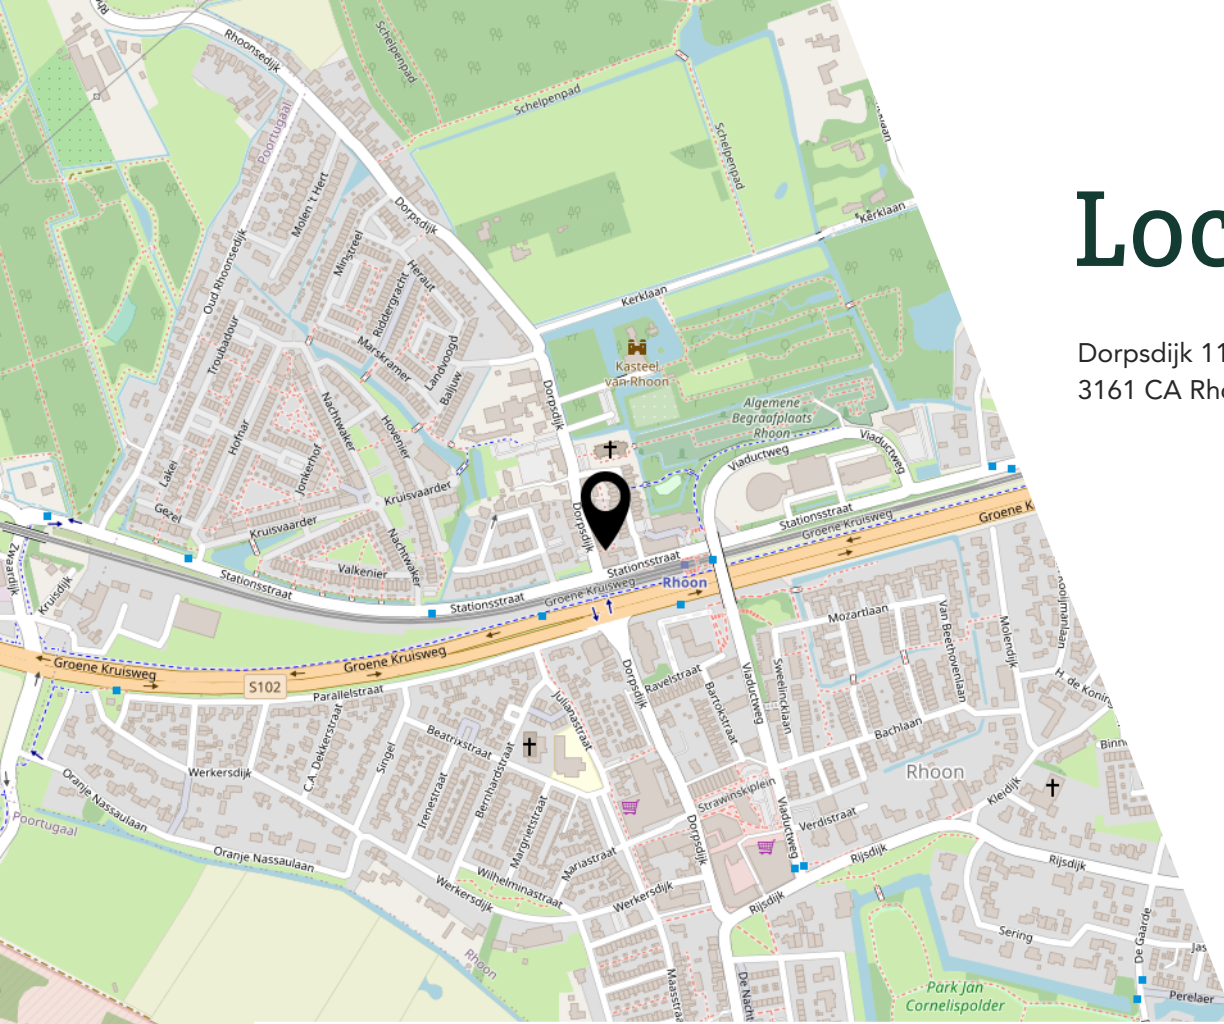 Rhoonsedijk
Schelpenpad
Schelpenpad
Poortugaal
Schelpenpad
Kerklaan
Molen 't Hert
Dorpsdijk
Loc
Oud Rhoonsedijk
Minstreel
Heraut
Riddergracht
Kerklaan
Troubadour
Marskramer
Landvoogd
Baljuw
Kasteel
van Rhoon
Dorpsdijk 11
3161 CA Rho
Dorpsdijk
Algemene
Begraafplaats
Rhoon
Nachtwaker
Hovenier
Hofnar
Viaductweg
Viaductweg
Lakei
Jonkerhof
Kruisvaarder
Gezel
Kruisvaarder
Dorpsdijk
Stationsstraat
Groene Kruisweg
Groene K
Nachtwaker
Zwaardijk
Kruisdijk
Valkenier
Stationsstraat
Stationsstraat
Stationsstraat
Groene Kruisweg
Rhoon
Mozartlaan
Van Beethovenlaan
Molendijk
Groene Kruisweg
Groene Kruisweg
S102
Parallelstraat
Dorpsdijk
Ravelstraat
Viaductweg
Sweelincklaan
H. de Koning
Julianastraat
Bartokstraat
C.A. Dekkerstraat
Singel
Beatrixstraat
Bachlaan
Binn
Werkersdijk
Bernhardstraat
Rhoon
Oranje Nassaulaan
Irenestraat
Strawinskiplein
Kleidijk
Poortugaal
Margrietstraat
Dorpsdijk
Viaductweg
Verdistraat
Oranje Nassaulaan
Mariastraat
Rijsdijk
Rijsdijk
Wilhelminastraat
Werkersdijk
Werkersdijk
Rijsdijk
Sering
De Gaarde
Jas
Rhoon
Maasstraa
De Nacht
Park Jan
Cornelispolder
Perelaer